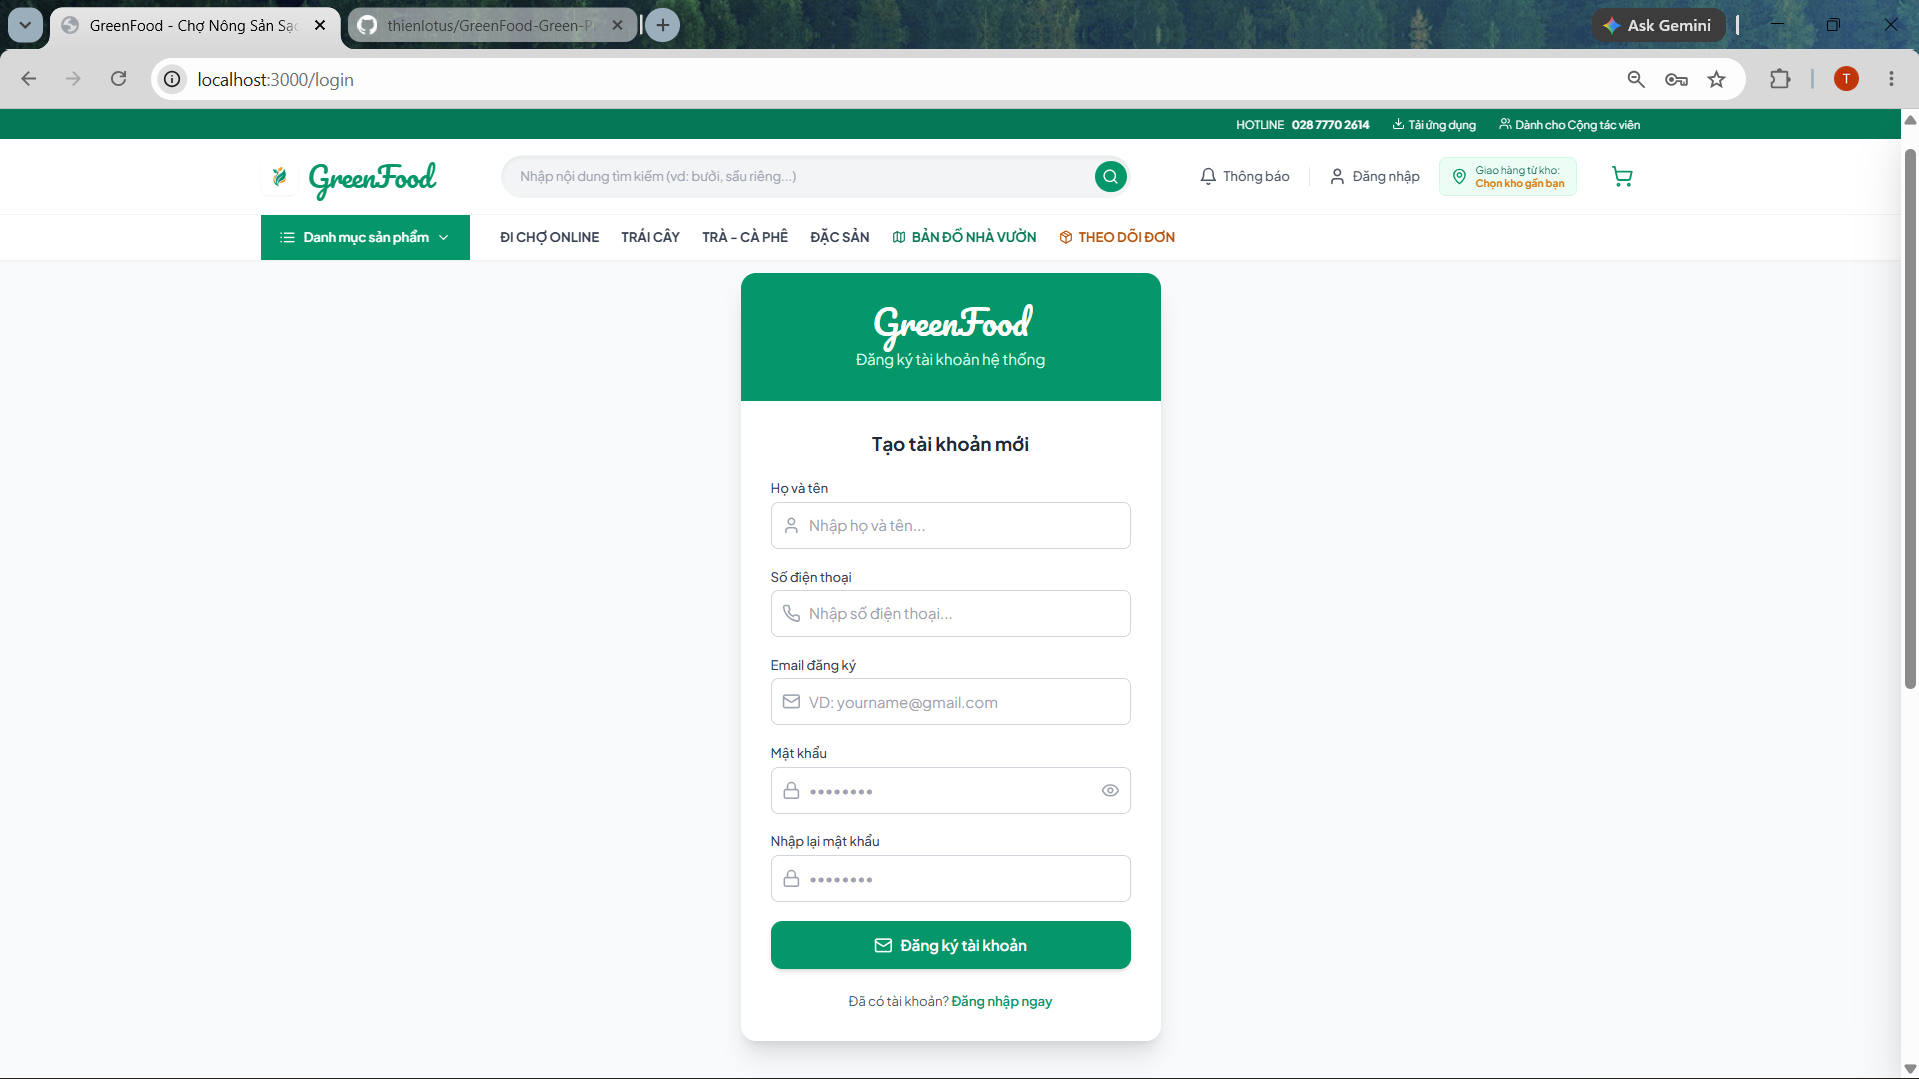 GreenFood - Chợ Nông Sản Sạc
thienlotus/GreenFood-Green-P
Ask Gemini
localhost:3000/login
T
HOTLINE 028 7770 2614
Tải ứng dụng
Dành cho Cộng tác viên
GreenFood
Nhập nội dung tìm kiếm (vd: bưởi, sầu riêng...)
Thông báo
Đăng nhập
Giao hàng từ kho:
Chọn kho gần bạn
Danh mục sản phẩm
ĐI CHỢ ONLINE
TRÁI CÂY
TRÀ - CÀ PHÊ
ĐẶC SẢN
BẢN ĐỒ NHÀ VƯỜN
THEO DÕI ĐƠN
GreenFood
Đăng ký tài khoản hệ thống
Tạo tài khoản mới
Họ và tên
Nhập họ và tên...
Số điện thoại
Nhập số điện thoại...
Email đăng ký
VD: yourname@gmail.com
Mật khẩu
••••••••
Nhập lại mật khẩu
••••••••
Đăng ký tài khoản
Đã có tài khoản? Đăng nhập ngay